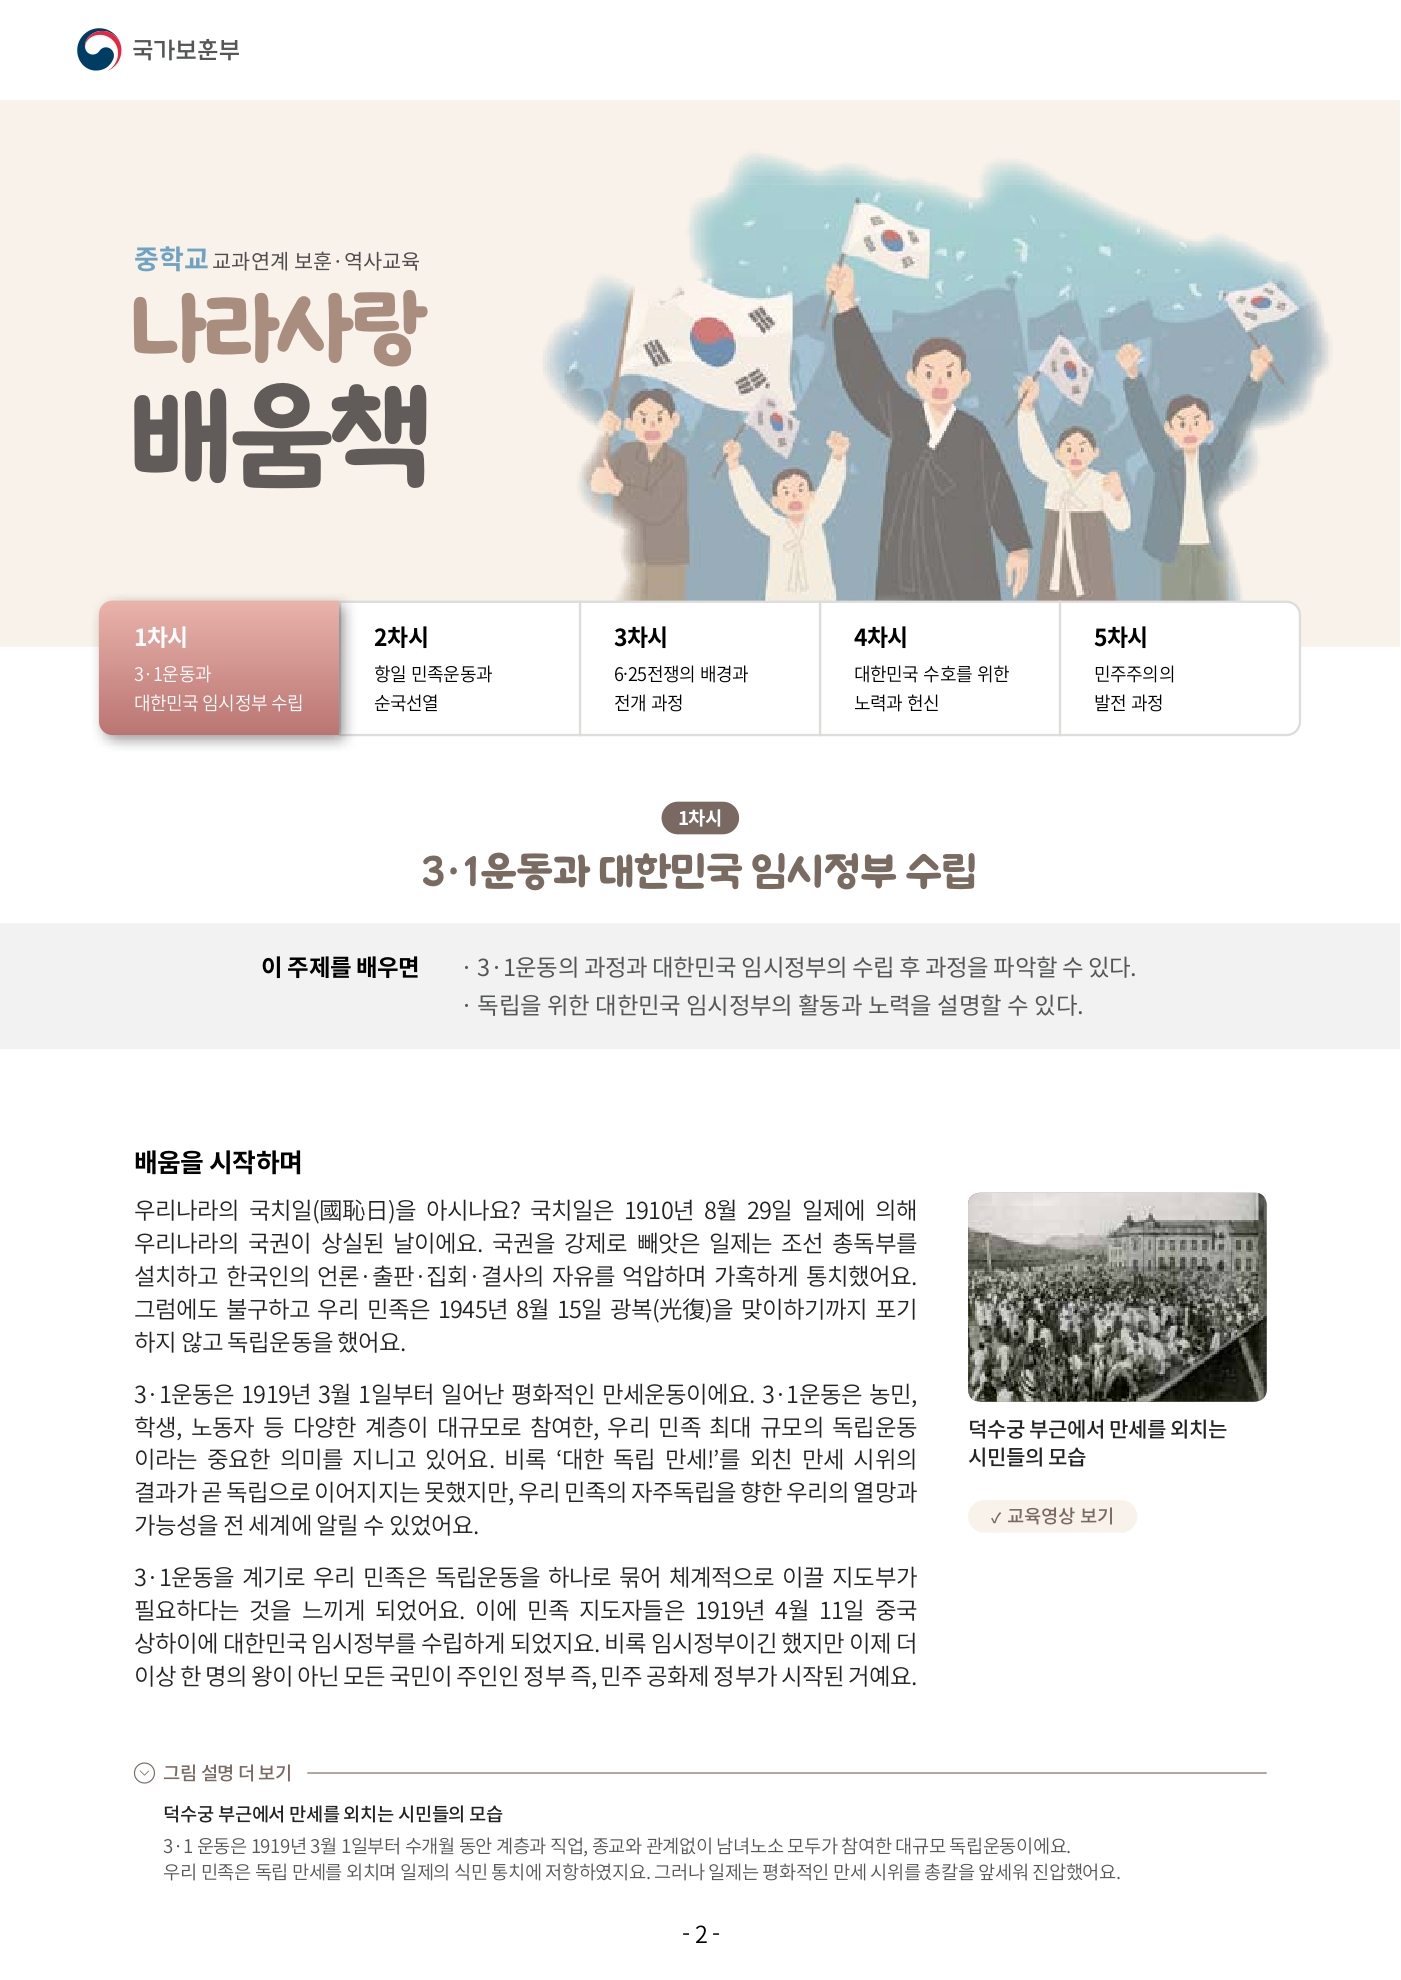 국가보훈부
중학교 교과연계 보훈·역사교육
나라사랑
배움책
1차시
3·1운동과
대한민국 임시정부 수립
2차시
항일 민족운동과
순국선열
3차시
6·25전쟁의 배경과
전개 과정
4차시
대한민국 수호를 위한
노력과 헌신
5차시
민주주의의
발전 과정
1차시
3·1운동과 대한민국 임시정부 수립
이 주제를 배우면
· 3·1운동의 과정과 대한민국 임시정부의 수립 후 과정을 파악할 수 있다.
· 독립을 위한 대한민국 임시정부의 활동과 노력을 설명할 수 있다.
배움을 시작하며
우리나라의 국치일(國恥日)을 아시나요? 국치일은 1910년 8월 29일 일제에 의해
우리나라의 국권이 상실된 날이에요. 국권을 강제로 빼앗은 일제는 조선 총독부를
설치하고 한국인의 언론·출판·집회·결사의 자유를 억압하며 가혹하게 통치했어요.
그럼에도 불구하고 우리 민족은 1945년 8월 15일 광복(光復)을 맞이하기까지 포기
하지 않고 독립운동을 했어요.
3·1운동은 1919년 3월 1일부터 일어난 평화적인 만세운동이에요. 3·1운동은 농민,
학생, 노동자 등 다양한 계층이 대규모로 참여한, 우리 민족 최대 규모의 독립운동
이라는 중요한 의미를 지니고 있어요. 비록 ‘대한 독립 만세!’를 외친 만세 시위의
결과가 곧 독립으로 이어지지는 못했지만, 우리 민족의 자주독립을 향한 우리의 열망과
가능성을 전 세계에 알릴 수 있었어요.
3·1운동을 계기로 우리 민족은 독립운동을 하나로 묶어 체계적으로 이끌 지도부가
필요하다는 것을 느끼게 되었어요. 이에 민족 지도자들은 1919년 4월 11일 중국
상하이에 대한민국 임시정부를 수립하게 되었지요. 비록 임시정부이긴 했지만 이제 더
이상 한 명의 왕이 아닌 모든 국민이 주인인 정부 즉, 민주 공화제 정부가 시작된 거예요.
덕수궁 부근에서 만세를 외치는
시민들의 모습
✓ 교육영상 보기
그림 설명 더 보기
덕수궁 부근에서 만세를 외치는 시민들의 모습
3·1 운동은 1919년 3월 1일부터 수개월 동안 계층과 직업, 종교와 관계없이 남녀노소 모두가 참여한 대규모 독립운동이에요.
우리 민족은 독립 만세를 외치며 일제의 식민 통치에 저항하였지요. 그러나 일제는 평화적인 만세 시위를 총칼을 앞세워 진압했어요.
- 2 -